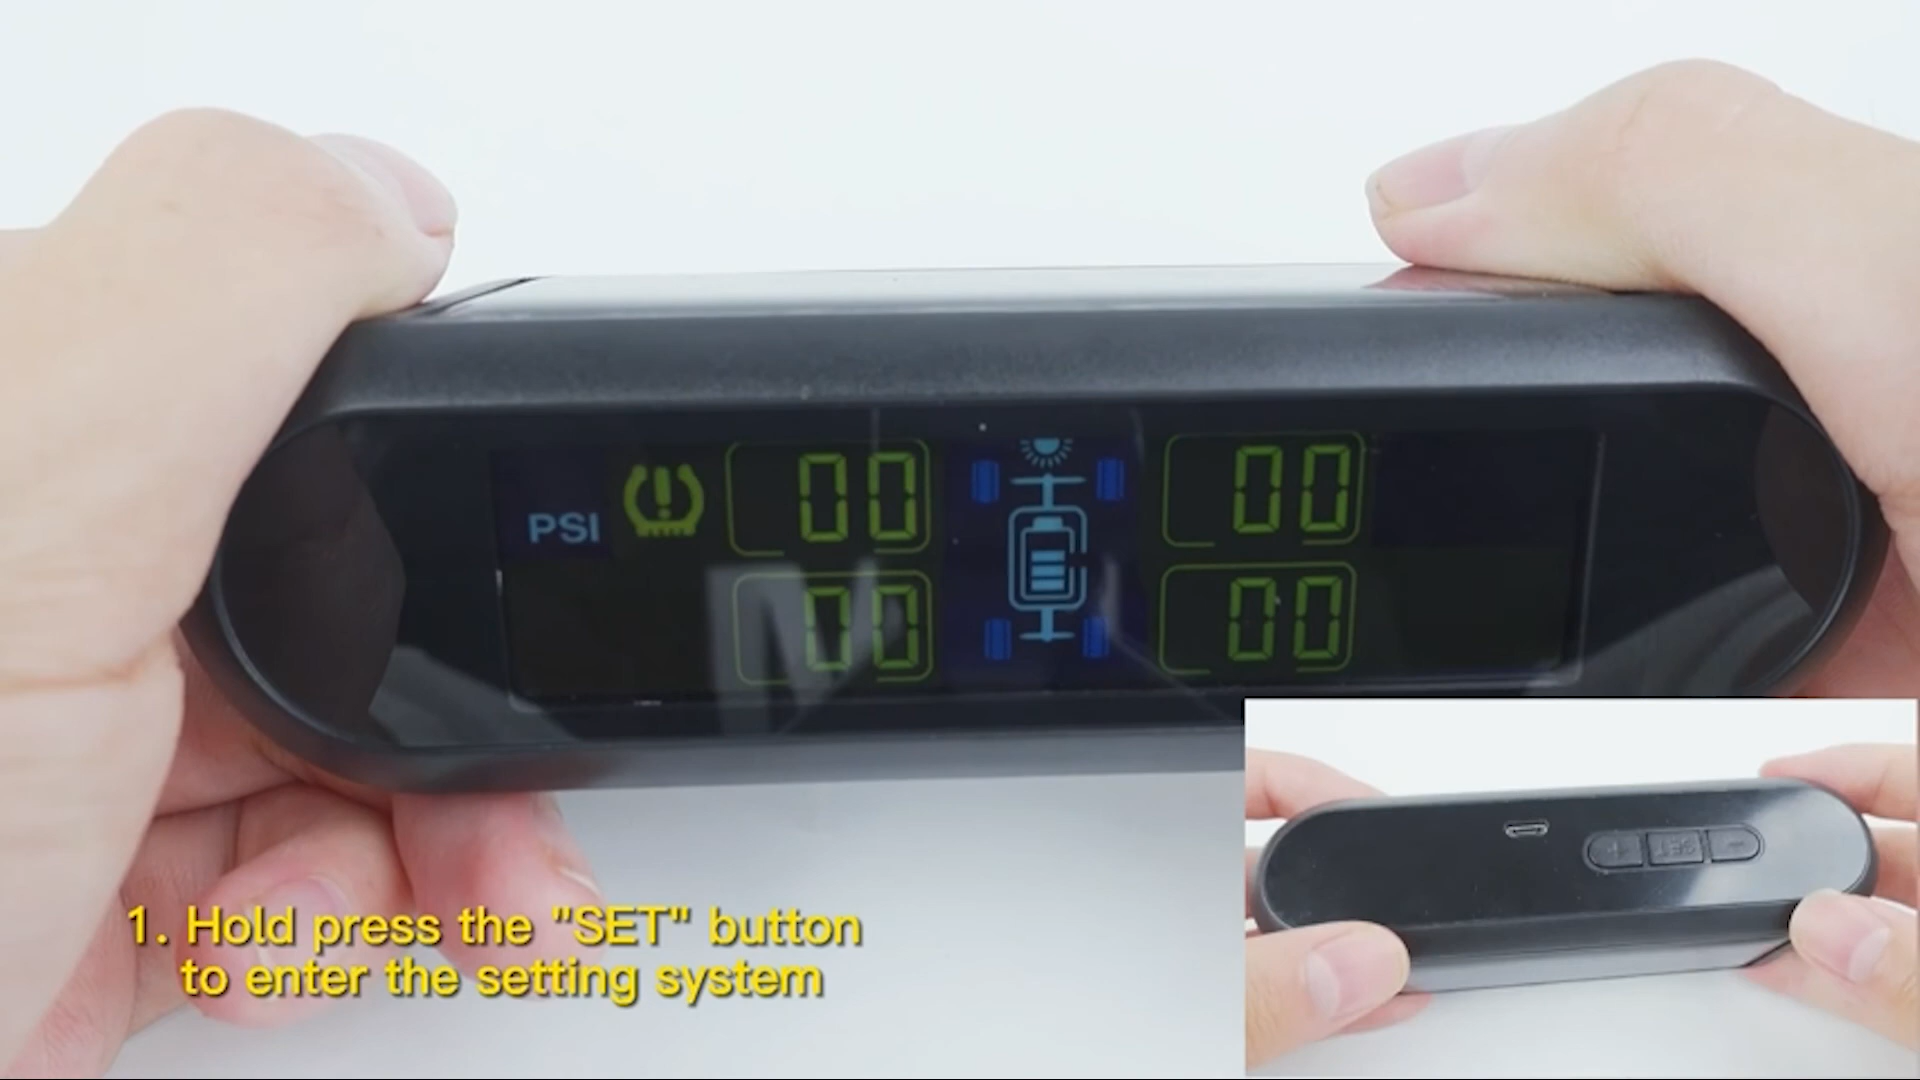 PSI
00
00
00
00
SET
1. Hold press the "SET" button
to enter the setting system